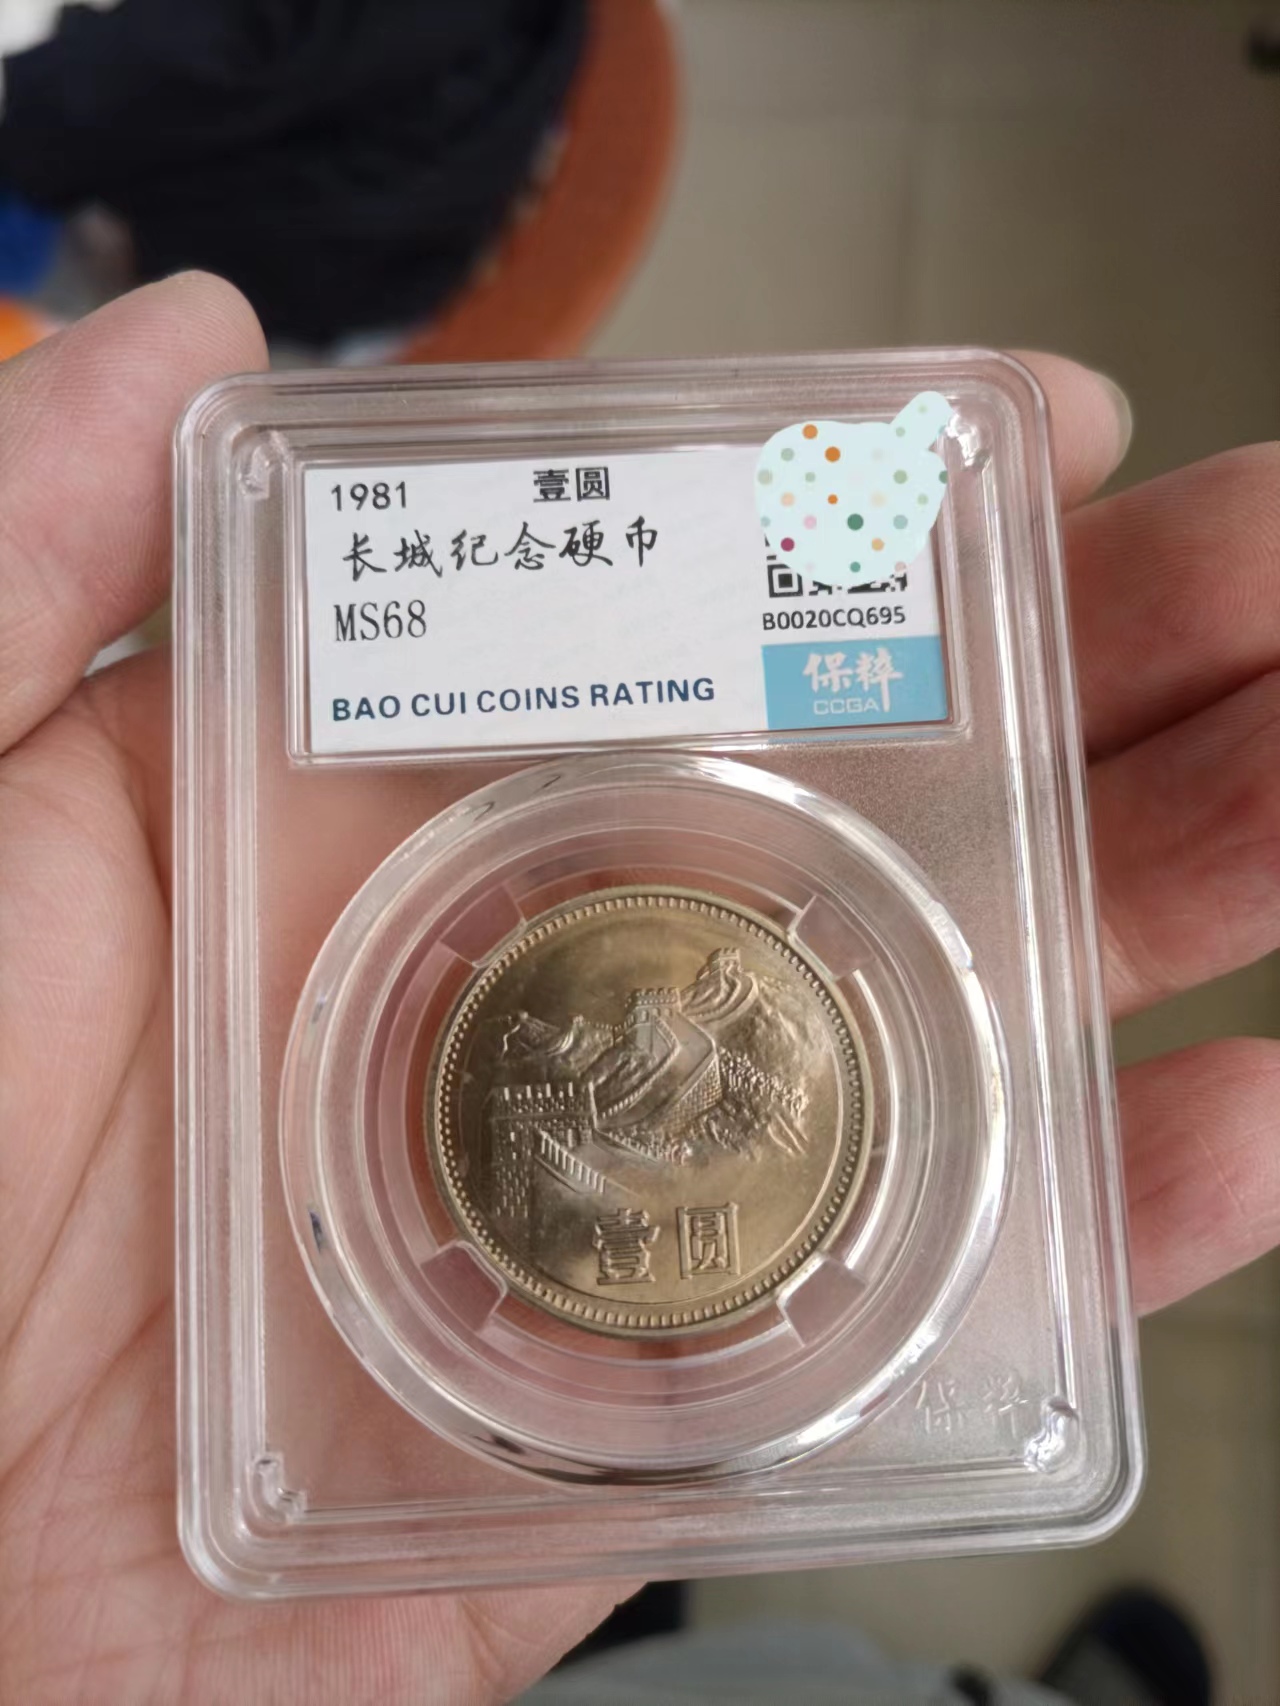 1981 壹圆
长城纪念硬币
MS68
B0020CQ695
BAO CUI COINS RATING
保粹
CCGA
壹圆
保粹